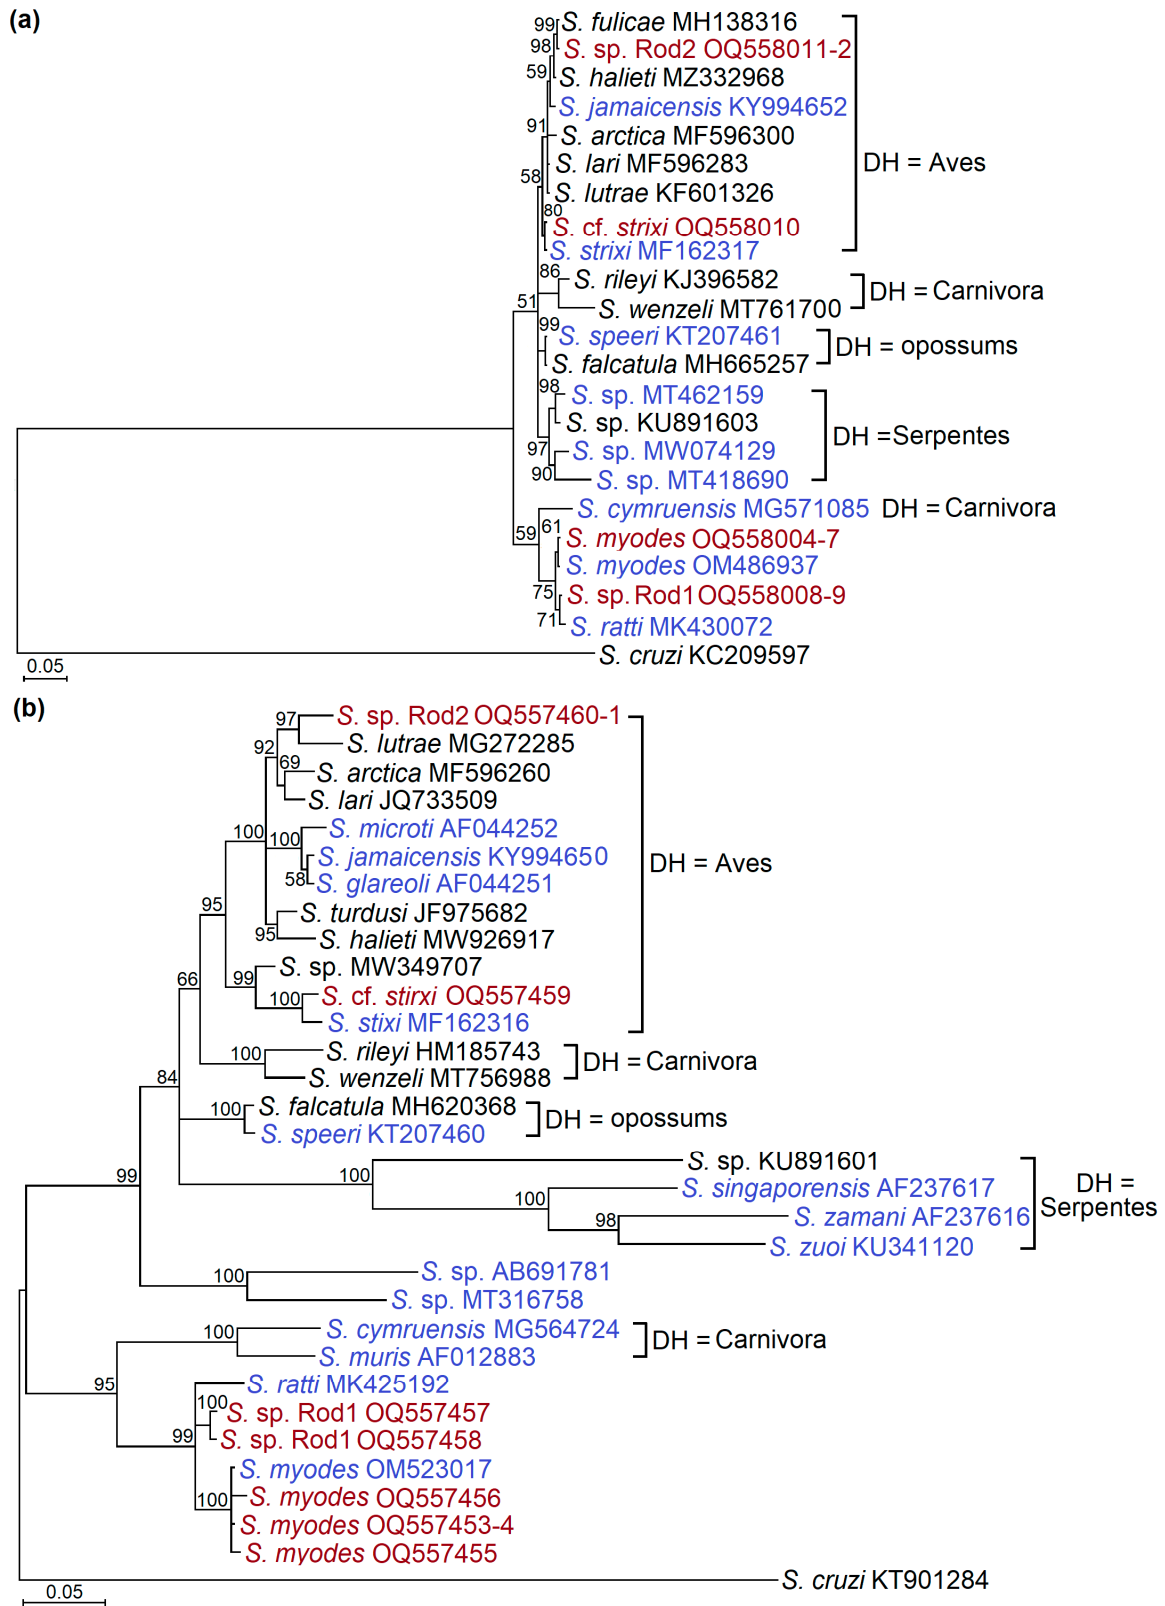 (a)
99
S. fulicae MH138316
98
S. sp. Rod2 OQ558011-2
59
S. halieti MZ332968
S. jamaicensis KY994652
91
S. arctica MF596300
S. lari MF596283
DH = Aves
58
S. lutrae KF601326
80
S. cf. strixi OQ558010
S. strixi MF162317
86
S. rileyi KJ396582
DH = Carnivora
51
S. wenzeli MT761700
99
S. speeri KT207461
DH = opossums
S. falcatula MH665257
98
S. sp. MT462159
S. sp. KU891603
DH =Serpentes
97
S. sp. MW074129
90
S. sp. MT418690
S. cymruensis MG571085 DH = Carnivora
59
61
S. myodes OQ558004-7
S. myodes OM486937
75
S. sp. Rod1OQ558008-9
71
S. ratti MK430072
S. cruzi KC209597
0.05
(b)
97
S. sp. Rod2 OQ557460-1
92
S. lutrae MG272285
69
S. arctica MF596260
S. lari JQ733509
100
100
S. microti AF044252
S. jamaicensis KY994650
DH = Aves
58
S. glareoli AF044251
95
S. turdusi JF975682
95
S. halieti MW926917
S. sp. MW349707
66
99
100
S. cf. stirxi OQ557459
S. stixi MF162316
100
S. rileyi HM185743
DH = Carnivora
84
S. wenzeli MT756988
100
S. falcatula MH620368
DH = opossums
S. speeri KT207460
99
100
S. sp. KU891601
100
S. singaporensis AF237617
DH =
Serpentes
98
S. zamani AF237616
S. zuoi KU341120
100
S. sp. AB691781
S. sp. MT316758
100
S. cymruensis MG564724
DH = Carnivora
S. muris AF012883
95
S. ratti MK425192
100
S. sp. Rod1 OQ557457
99
S. sp. Rod1 OQ557458
S. myodes OM523017
100
S. myodes OQ557456
S. myodes OQ557453-4
S. myodes OQ557455
S. cruzi KT901284
0.05